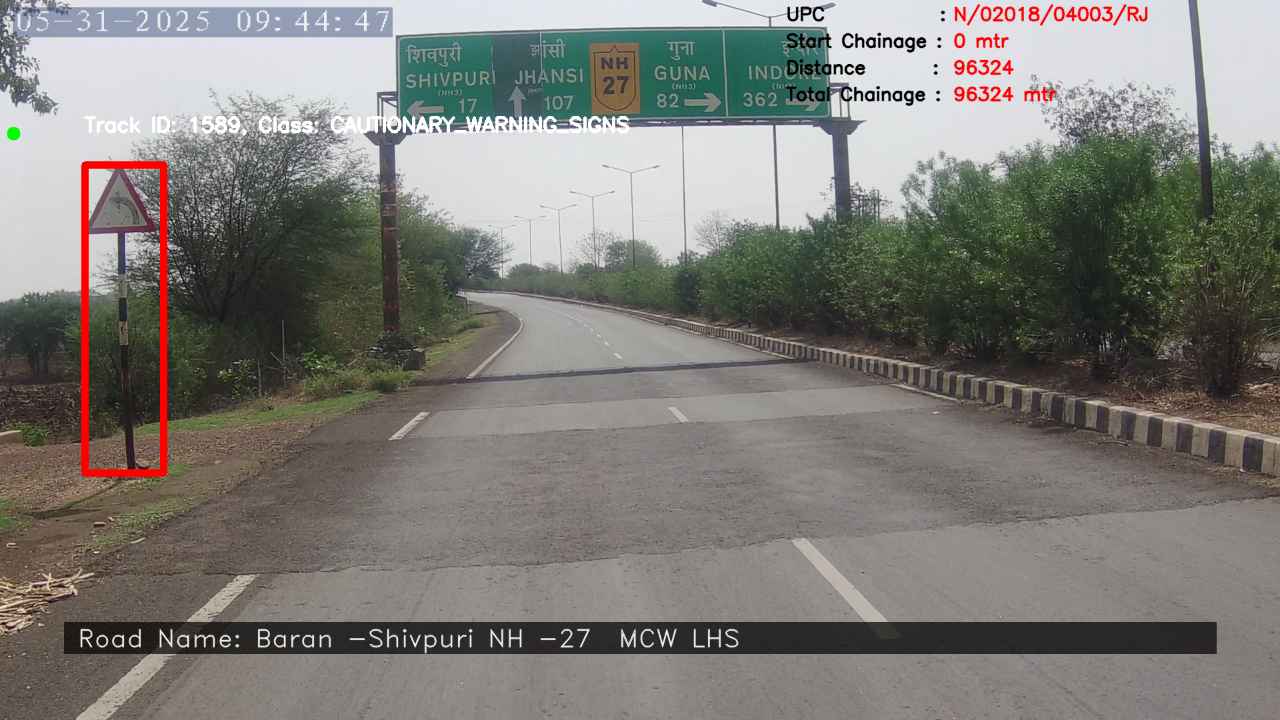 05-31-2025 09:44:47
UPC : N/02018/04003/RJ
Start Chainage : 0 mtr
Distance : 96324
Total Chainage : 96324 mtr
शिवपुरी
SHIVPURI
17
झांसी
JHANSI
107
NH
27
गुना
GUNA
82
INDORE
362
Track ID: 1589, Class: CAUTIONARY_WARNING_SIGNS
Road Name: Baran -Shivpuri NH -27 MCW LHS